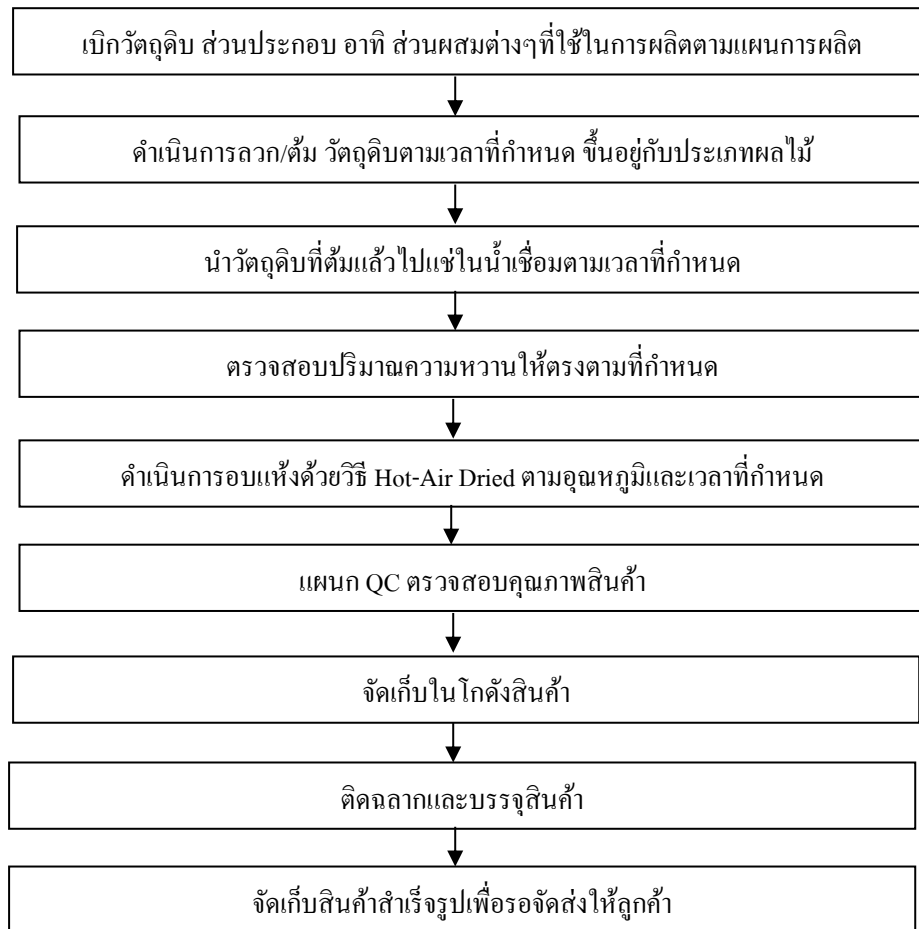 เบิกวัตถุดิบ ส่วนประกอบ อาทิ ส่วนผสมต่างๆที่ใช้ในการผลิตตามแผนการผลิต
ดำเนินการลวก/ต้ม วัตถุดิบตามเวลาที่กำหนด ขึ้นอยู่กับประเภทผลไม้
นำวัตถุดิบที่ต้มแล้วไปแช่ในน้ำเชื่อมตามเวลาที่กำหนด
ตรวจสอบปริมาณความหวานให้ตรงตามที่กำหนด
ดำเนินการอบแห้งด้วยวิธี Hot-Air Dried ตามอุณหภูมิและเวลาที่กำหนด
แผนก QC ตรวจสอบคุณภาพสินค้า
จัดเก็บในโกดังสินค้า
ติดฉลากและบรรจุสินค้า
จัดเก็บสินค้าสำเร็จรูปเพื่อรอจัดส่งให้ลูกค้า